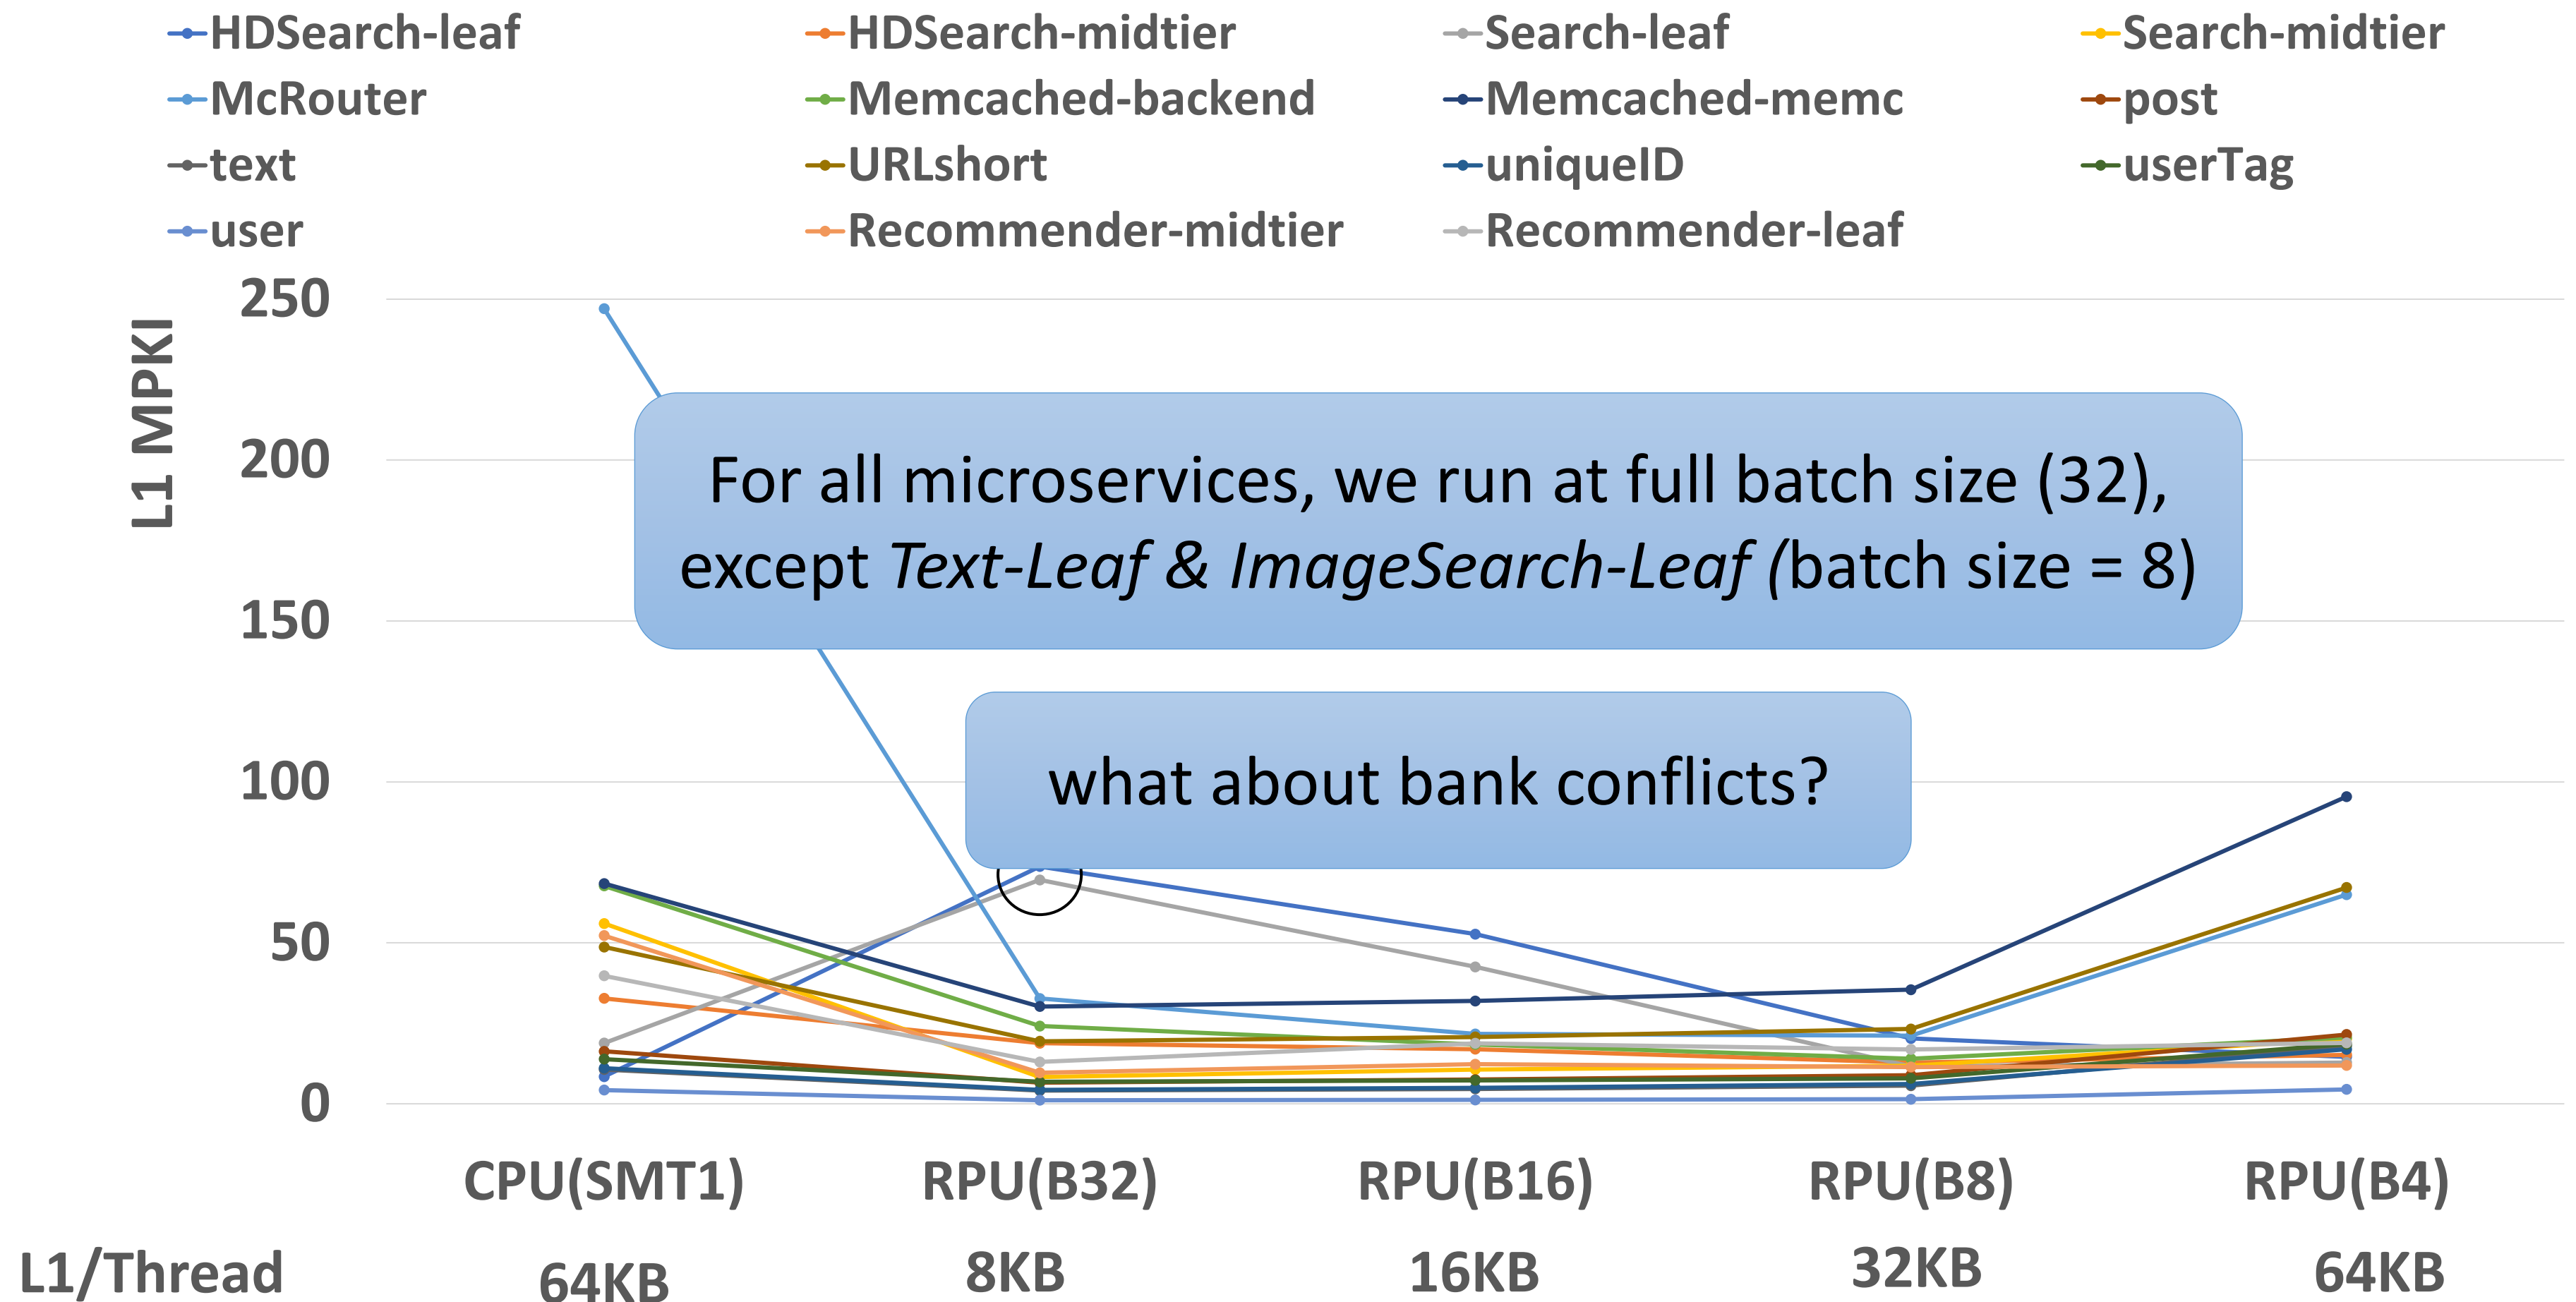 HDSearch-leaf HDSearch-midtier Search-leaf Search-midtier
McRouter Memcached-backend Memcached-memc post
text URLshort uniqueID userTag
user Recommender-midtier Recommender-leaf
L1 MPKI
250
200
150
100
50
0
For all microservices, we run at full batch size (32),
except Text-Leaf & ImageSearch-Leaf (batch size = 8)
what about bank conflicts?
CPU(SMT1) RPU(B32) RPU(B16) RPU(B8) RPU(B4)
L1/Thread 64KB 8KB 16KB 32KB 64KB